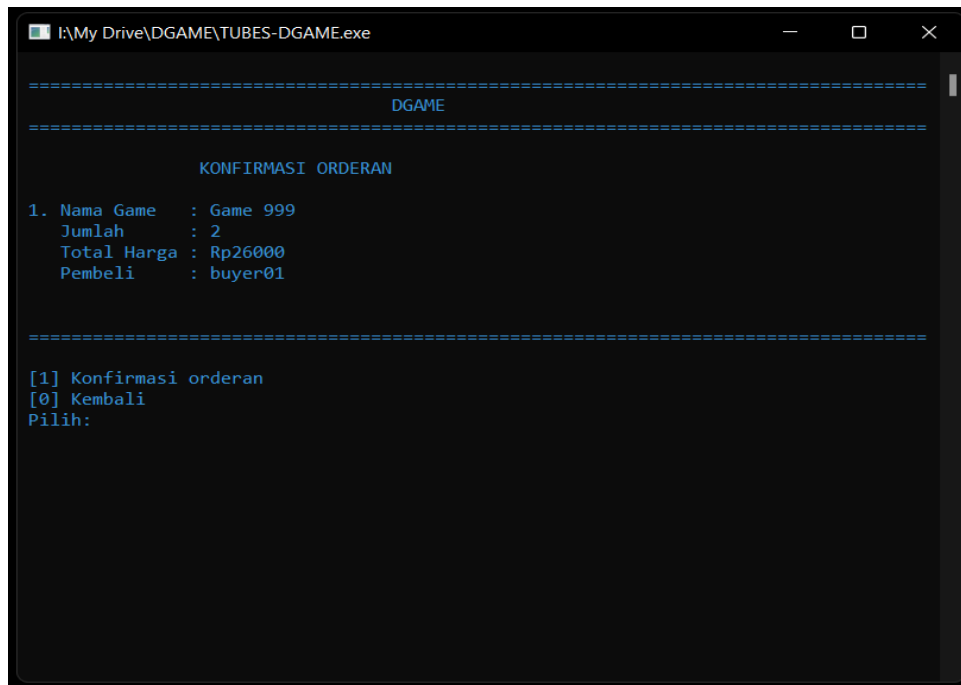 I:\My Drive\DGAME\TUBES-DGAME.exe
====================================================================================
DGAME
====================================================================================
KONFIRMASI ORDERAN
1. Nama Game : Game 999
Jumlah : 2
Total Harga : Rp26000
Pembeli : buyer01
====================================================================================
[1] Konfirmasi orderan
[0] Kembali
Pilih: